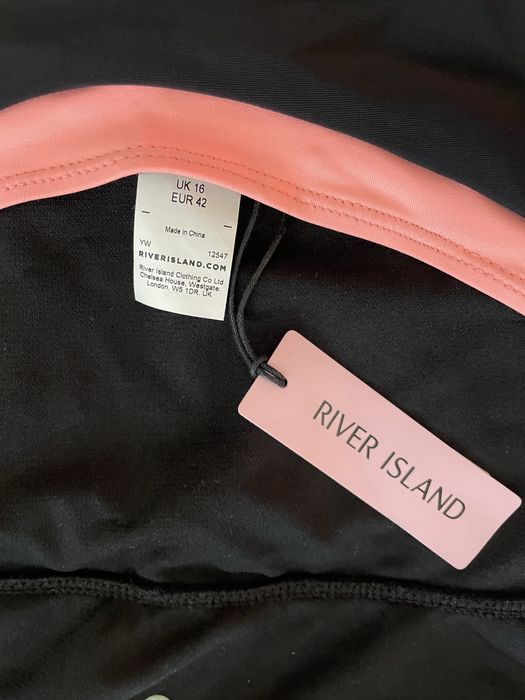 UK 16
EUR 42
Made in China
YW 12547
RIVERISLAND.COM
River Island Clothing Co Ltd
Chelsea House, Westgate
London, W5 1DR, UK
RIVER ISLAND